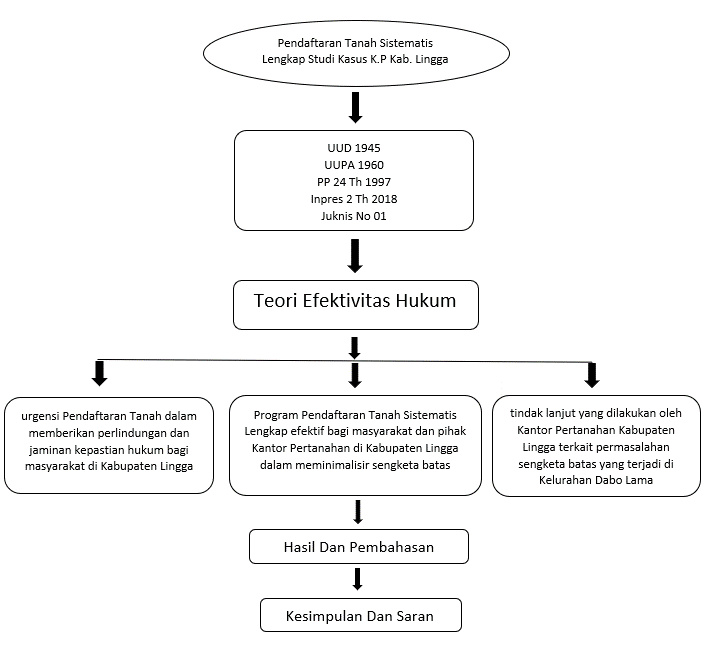 Pendaftaran Tanah Sistematis
Lengkap Studi Kasus K.P Kab. Lingga
UUD 1945
UUPA 1960
PP 24 Th 1997
Inpres 2 Th 2018
Juknis No 01
Teori Efektivitas Hukum
urgensi Pendaftaran Tanah dalam
memberikan perlindungan dan
jaminan kepastian hukum bagi
masyarakat di Kabupaten Lingga
Program Pendaftaran Tanah Sistematis
Lengkap efektif bagi masyarakat dan pihak
Kantor Pertanahan di Kabupaten Lingga
dalam meminimalisir sengketa batas
tindak lanjut yang dilakukan oleh
Kantor Pertanahan Kabupaten
Lingga terkait permasalahan
sengketa batas yang terjadi di
Kelurahan Dabo Lama
Hasil Dan Pembahasan
Kesimpulan Dan Saran